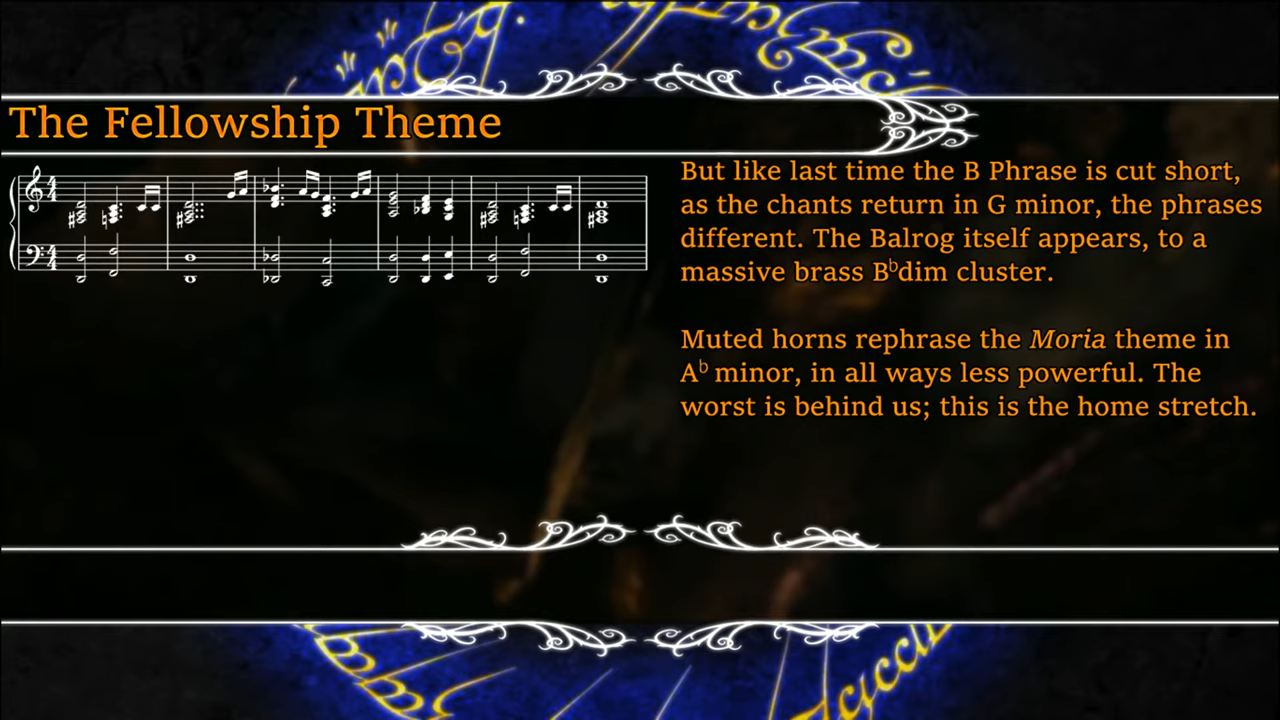 The Fellowship Theme
But like last time the B Phrase is cut short,
as the chants return in G minor, the phrases
different. The Balrog itself appears, to a
massive brass B♭dim cluster.
Muted horns rephrase the Moria theme in
A♭ minor, in all ways less powerful. The
worst is behind us; this is the home stretch.